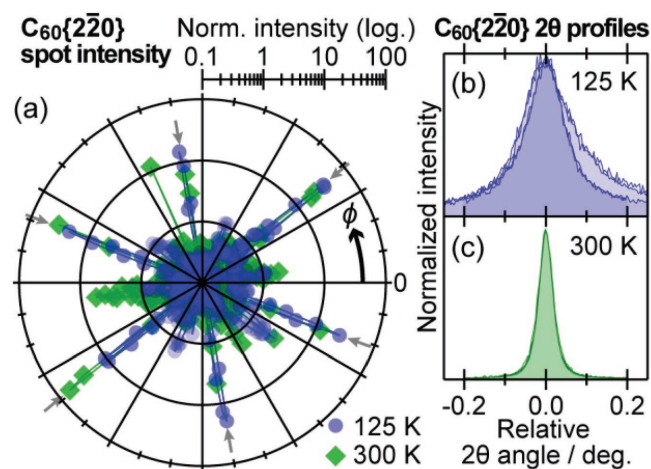 C₆₀{22̅0}
spot intensity
Norm. intensity (log.)
0.1 1 10 100
(a)
ϕ
0
125 K
300 K
C₆₀{22̅0} 2θ profiles
Normalized intensity
(b) 125 K
(c) 300 K
-0.2 0.0 0.2
Relative
2θ angle / deg.